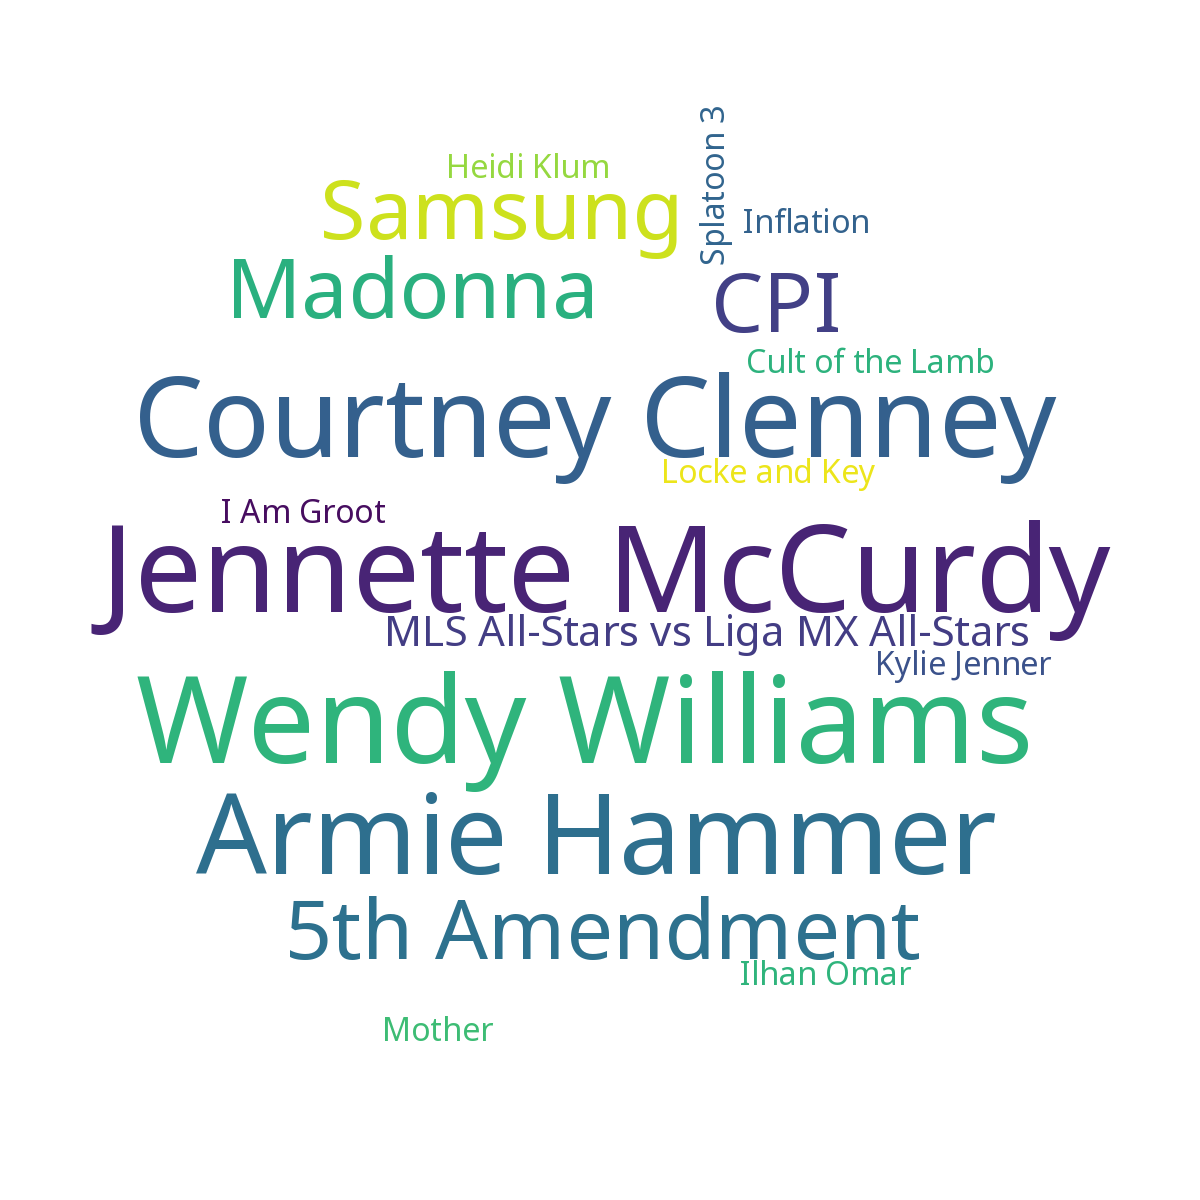 Splatoon 3
Heidi Klum
Samsung
Inflation
Madonna
CPI
Cult of the Lamb
Courtney Clenney
Locke and Key
I Am Groot
Jennette McCurdy
MLS All-Stars vs Liga MX All-Stars
Kylie Jenner
Wendy Williams
Armie Hammer
5th Amendment
Ilhan Omar
Mother